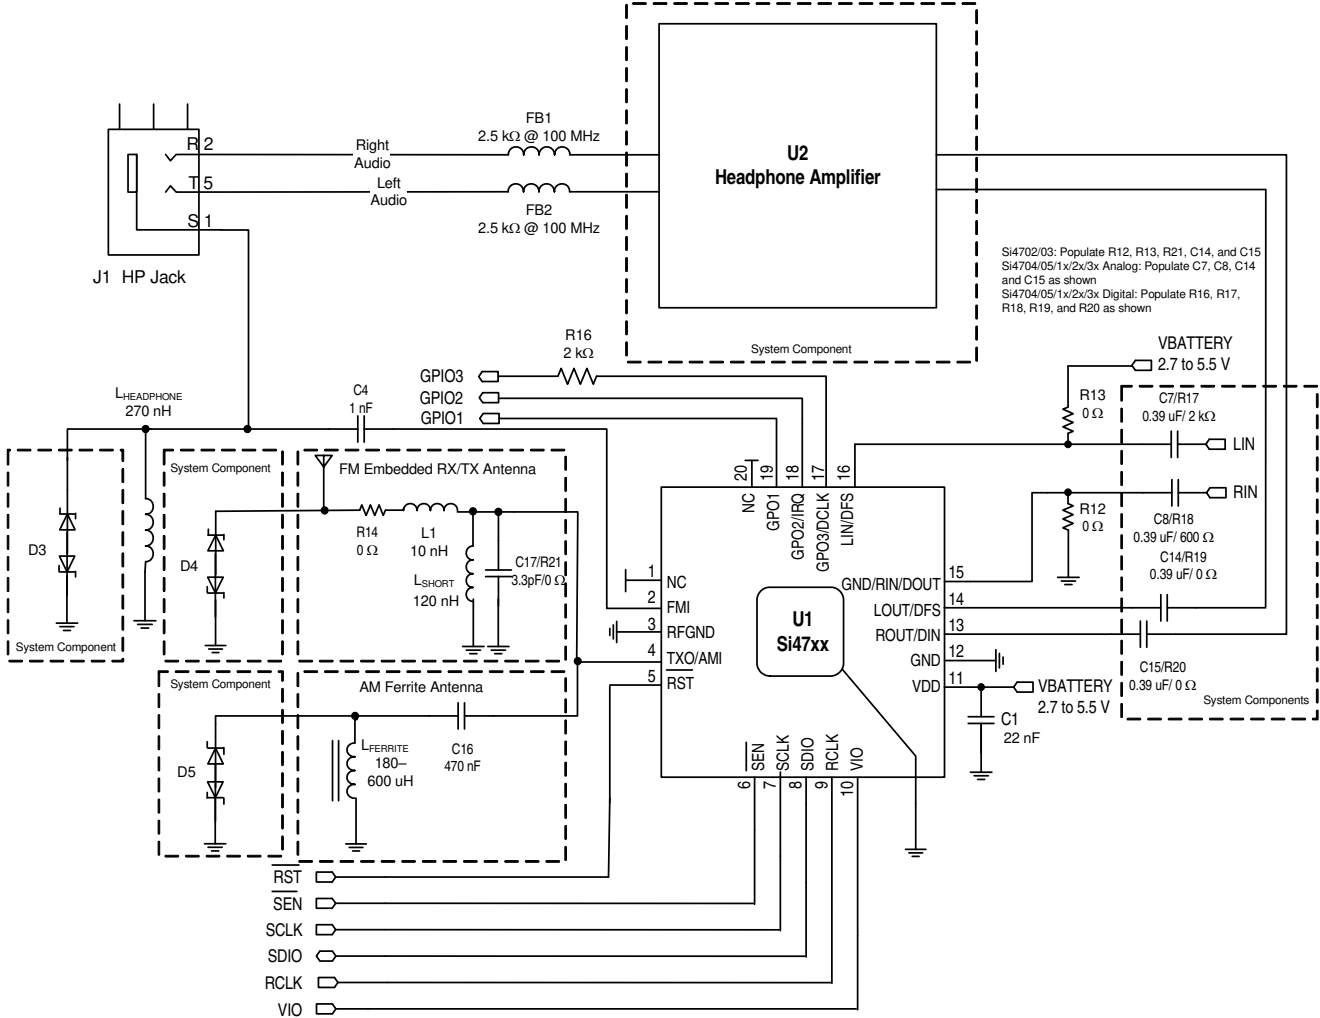 FB1
2.5 kΩ @ 100 MHz
R 2
Right
Audio
T 5
Left
Audio
S 1
FB2
2.5 kΩ @ 100 MHz
J1 HP Jack
U2
Headphone Amplifier
System Component
Si4702/03: Populate R12, R13, R21, C14, and C15
Si4704/05/1x/2x/3x Analog: Populate C7, C8, C14
and C15 as shown
Si4704/05/1x/2x/3x Digital: Populate R16, R17,
R18, R19, and R20 as shown
R16
2 kΩ
GPIO3
GPIO2
GPIO1
VBATTERY
2.7 to 5.5 V
LHEADPHONE
270 nH
C4
1 nF
R13
0 Ω
C7/R17
0.39 uF/ 2 kΩ
LIN
RIN
R12
0 Ω
C8/R18
0.39 uF/ 600 Ω
C14/R19
0.39 uF/ 0 Ω
C15/R20
0.39 uF/ 0 Ω
System Components
D3
System Component
System Component
D4
FM Embedded RX/TX Antenna
R14
0 Ω
L1
10 nH
LSHORT
120 nH
C17/R21
3.3pF/0 Ω
System Component
D5
AM Ferrite Antenna
LFERRITE
180–
600 uH
C16
470 nF
20
19
18
17
16
NC
GPO1
GPO2/IRQ
GPO3/DCLK
LIN/DFS
1 NC
2 FMI
3 RFGND
4 TXO/AMI
5 RST
U1
Si47xx
GND/RIN/DOUT 15
LOUT/DFS 14
ROUT/DIN 13
GND 12
VDD 11
VBATTERY
2.7 to 5.5 V
C1
22 nF
SEN
SCLK
SDIO
RCLK
VIO
6
7
8
9
10
RST
SEN
SCLK
SDIO
RCLK
VIO